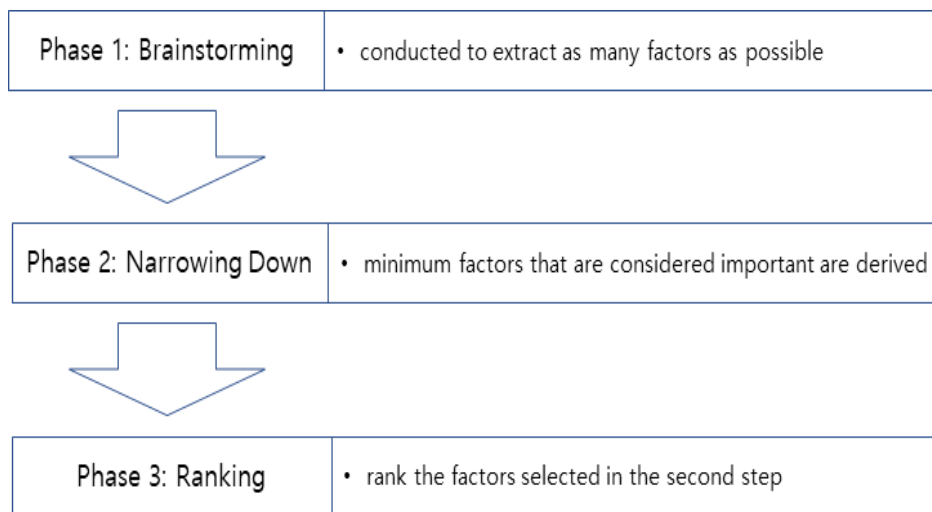 Phase 1: Brainstorming
• conducted to extract as many factors as possible
Phase 2: Narrowing Down
• minimum factors that are considered important are derived
Phase 3: Ranking
• rank the factors selected in the second step